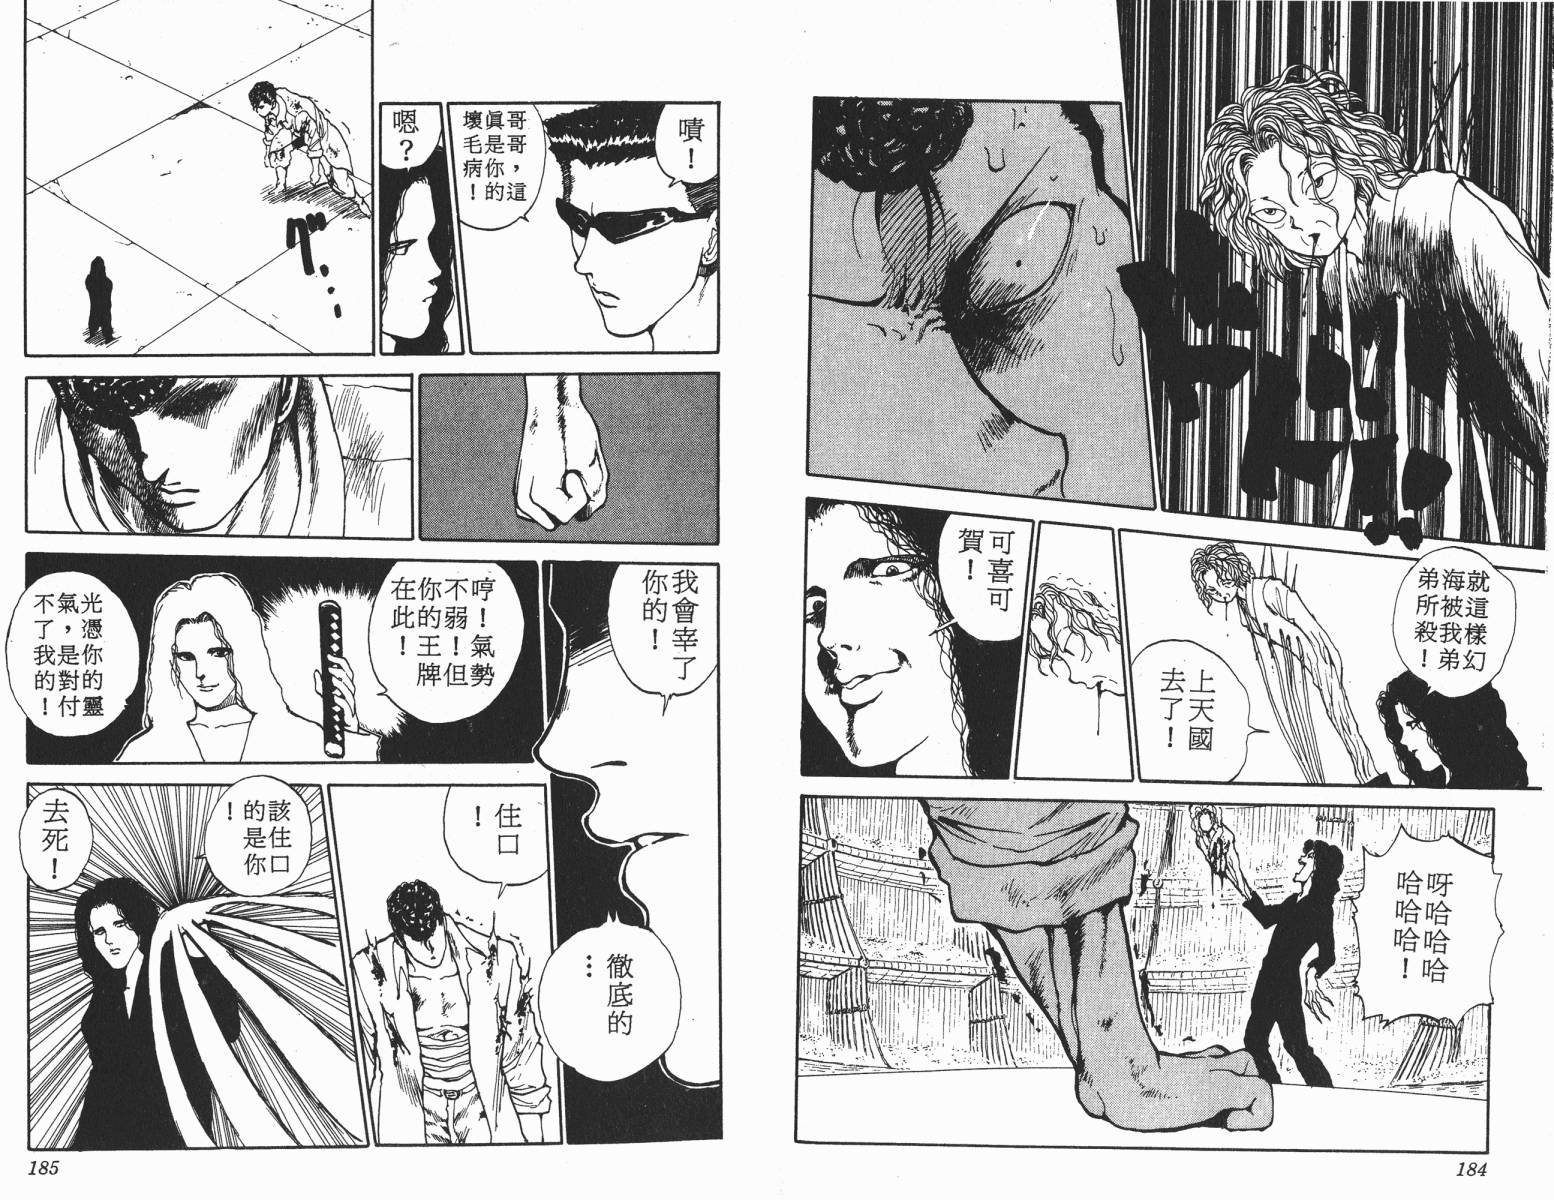 就這樣幻
海被我弟
弟所殺！
上天國
去了！
可喜可
賀！
呀哈哈哈
哈哈哈！
184
嘖！
哥哥，這
眞是你的
壞毛病！
嗯？
ザ…
我會宰了
你的！
哼！氣勢
不弱！但
你的王牌
在此！
光憑你的靈
氣，是對付
不了我的！
徹底的
…
住口
！
該住口
的是你
！
去死！
185